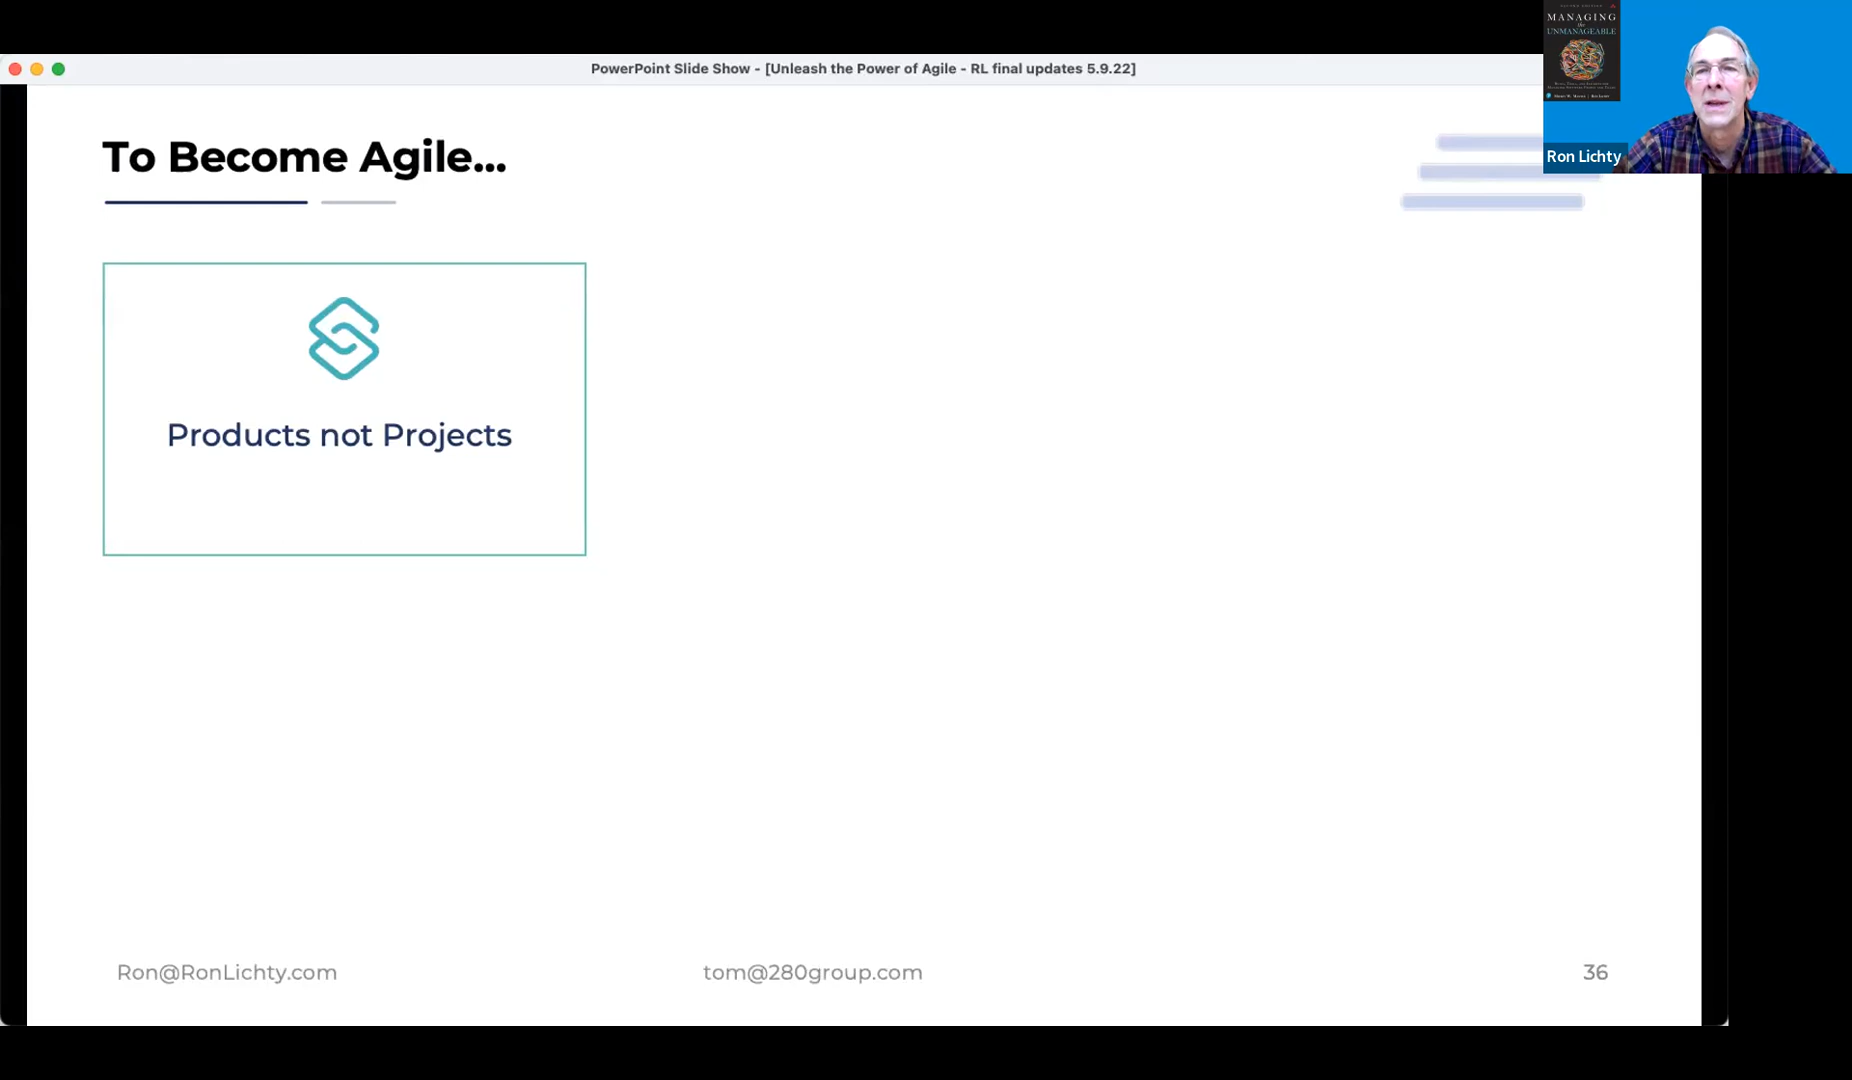 PowerPoint Slide Show - [Unleash the Power of Agile - RL final updates 5.9.22]
MANAGING
the
UNMANAGEABLE
Ron Lichty
To Become Agile...
Products not Projects
Ron@RonLichty.com
tom@280group.com
36